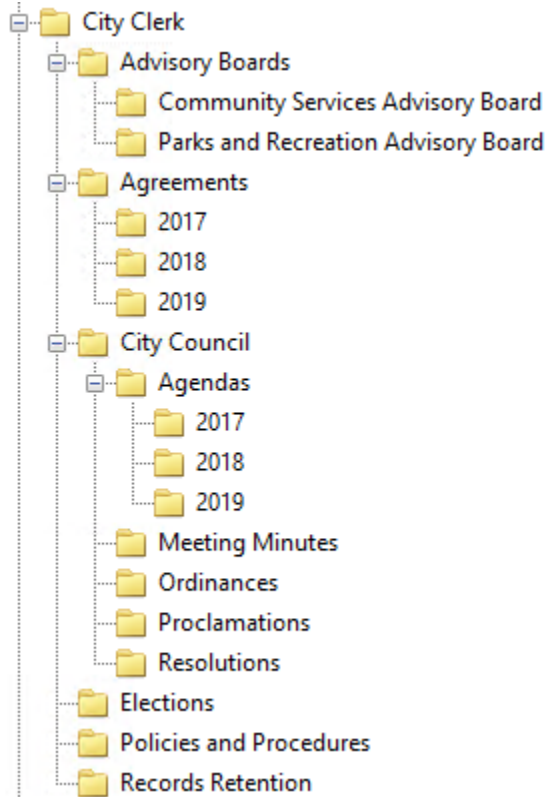 City Clerk
Advisory Boards
Community Services Advisory Board
Parks and Recreation Advisory Board
Agreements
2017
2018
2019
City Council
Agendas
2017
2018
2019
Meeting Minutes
Ordinances
Proclamations
Resolutions
Elections
Policies and Procedures
Records Retention